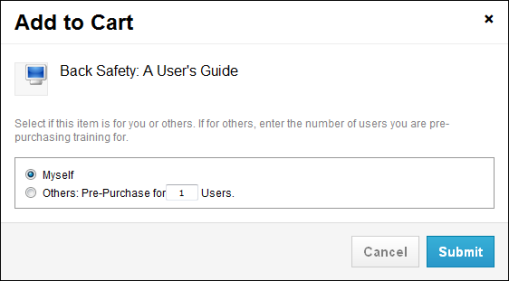 Add to Cart ×
Back Safety: A User's Guide
Select if this item is for you or others. If for others, enter the number of users you are pre-
purchasing training for.
Myself
Others: Pre-Purchase for 1 Users.
Cancel Submit